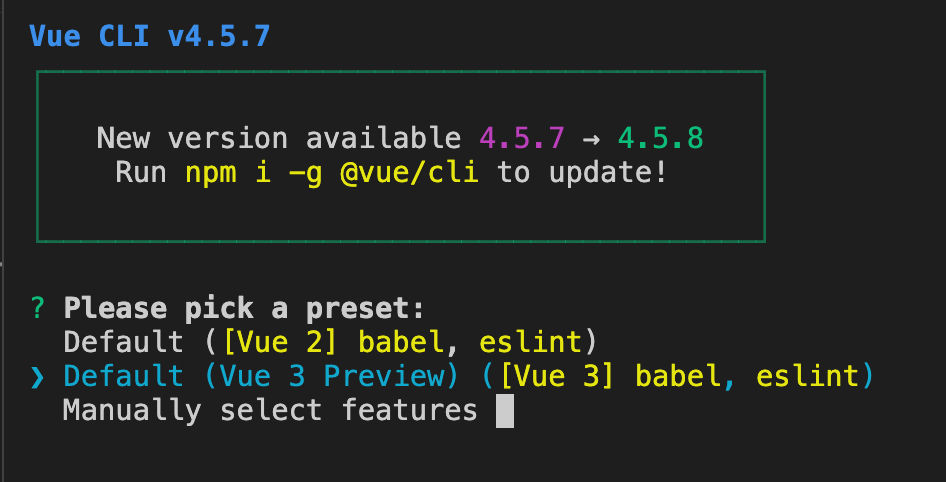 Vue CLI v4.5.7
New version available 4.5.7 → 4.5.8
Run npm i -g @vue/cli to update!
? Please pick a preset:
Default ([Vue 2] babel, eslint)
❯ Default (Vue 3 Preview) ([Vue 3] babel, eslint)
Manually select features